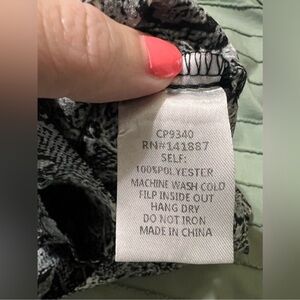 CP9340
RN#141887
SELF:
100%POLYESTER
MACHINE WASH COLD
FILP INSIDE OUT
HANG DRY
DO NOT IRON
MADE IN CHINA